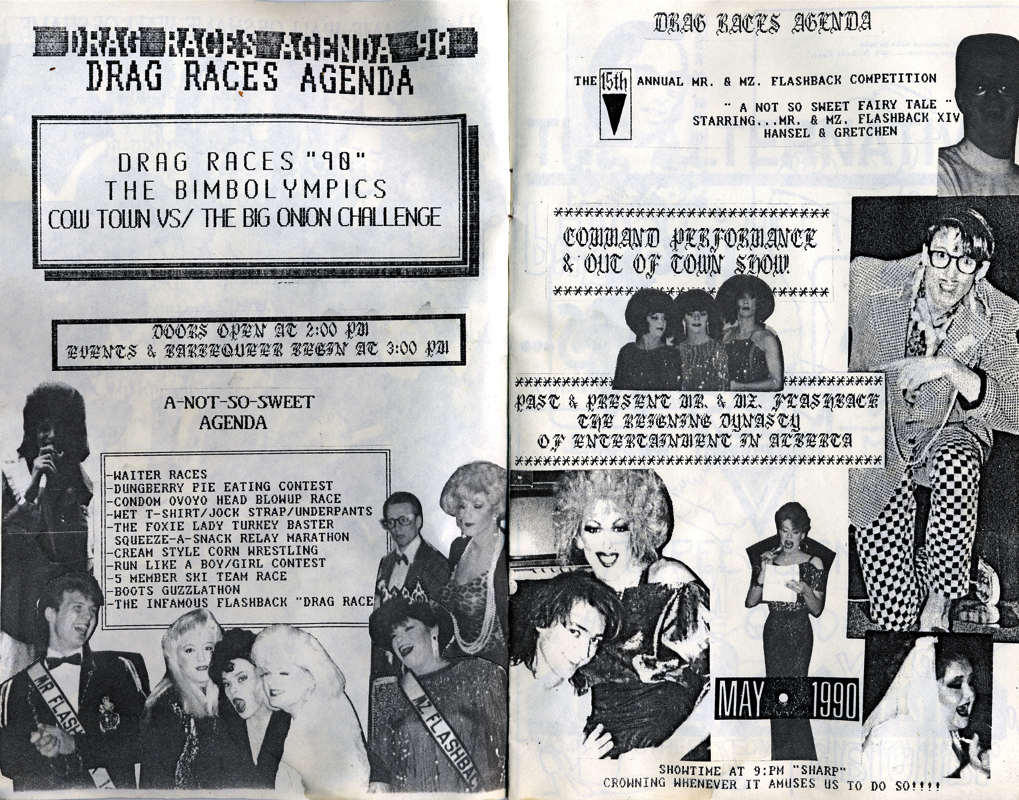 DRAG RACES AGENDA
DRAG RACES AGENDA
DRAG RACES "90"
THE BIMBOLYMPICS
COW TOWN VS/ THE BIG ONION CHALLENGE
DOORS OPEN AT 2:00 PM
EVENTS & BARBEQUEER BEGIN AT 3:00 PM
A-NOT-SO-SWEET
AGENDA
-WAITER RACES
-DUNGBERRY PIE EATING CONTEST
-CONDOM OVOYO HEAD BLOWUP RACE
-WET T-SHIRT/JOCK STRAP/UNDERPANTS
-THE FOXIE LADY TURKEY BASTER
SQUEEZE-A-SNACK RELAY MARATHON
-CREAM STYLE CORN WRESTLING
-RUN LIKE A BOY/GIRL CONTEST
-5 MEMBER SKI TEAM RACE
-BOOTS GUZZLATHON
-THE INFAMOUS FLASHBACK "DRAG RACE
MR FLASH
MZ FLASHBA
DRAG RACES AGENDA
THE 15th ANNUAL MR. & MZ. FLASHBACK COMPETITION
" A NOT SO SWEET FAIRY TALE "
STARRING...MR. & MZ. FLASHBACK XIV
HANSEL & GRETCHEN
COMMAND PERFORMANCE
& OUT OF TOWN SHOW!
PAST & PRESENT MR. & MZ. FLASHBACK
THE REIGNING DYNASTY
OF ENTERTAINMENT IN ALBERTA
MAY 1990
SHOWTIME AT 9:PM "SHARP"
CROWNING WHENEVER IT AMUSES US TO DO SO!!!!